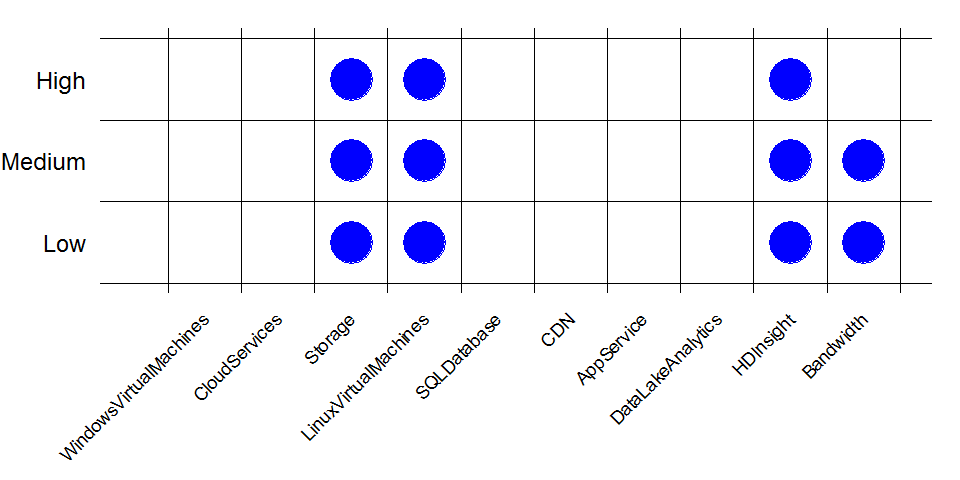 High
Medium
Low
WindowsVirtualMachines
CloudServices
Storage
LinuxVirtualMachines
SQLDatabase
CDN
AppService
DataLakeAnalytics
HDInsight
Bandwidth